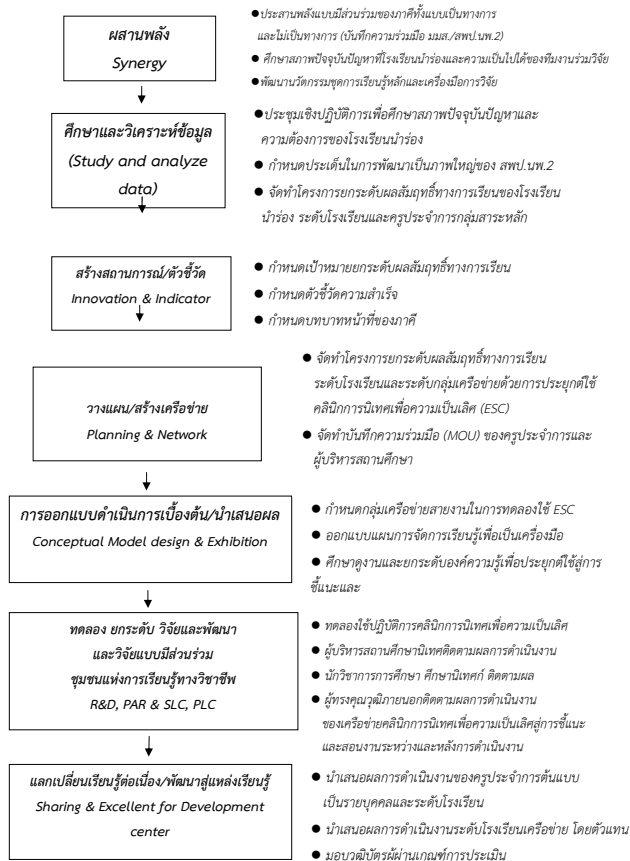 ผสานพลัง
Synergy
●ประสานพลังแบบมีส่วนร่วมของภาคีทั้งแบบเป็นทางการ
และไม่เป็นทางการ (บันทึกความร่วมมือ มมส./สพป.นพ.2)
● ศึกษาสภาพปัจจุบันปัญหาที่โรงเรียนนำร่องและความเป็นไปได้ของทีมงานร่วมวิจัย
●พัฒนานวัตกรรมชุดการเรียนรู้หลักและเครื่องมือการวิจัย
ศึกษาและวิเคราะห์ข้อมูล
(Study and analyze
data)
●ประชุมเชิงปฏิบัติการเพื่อศึกษาสภาพปัจจุบันปัญหาและ
ความต้องการของโรงเรียนนำร่อง
● กำหนดประเด็นในการพัฒนาเป็นภาพใหญ่ของ สพป.นพ.2
● จัดทำโครงการยกระดับผลสัมฤทธิ์ทางการเรียนของโรงเรียน
นำร่อง ระดับโรงเรียนและครูประจำการกลุ่มสาระหลัก
สร้างสถานการณ์/ตัวชี้วัด
Innovation & Indicator
● กำหนดเป้าหมายยกระดับผลสัมฤทธิ์ทางการเรียน
● กำหนดตัวชี้วัดความสำเร็จ
● กำหนดบทบาทหน้าที่ของภาคี
วางแผน/สร้างเครือข่าย
Planning & Network
● จัดทำโครงการยกระดับผลสัมฤทธิ์ทางการเรียน
ระดับโรงเรียนและระดับกลุ่มเครือข่ายด้วยการประยุกต์ใช้
คลินิกการนิเทศเพื่อความเป็นเลิศ (ESC)
● จัดทำบันทึกความร่วมมือ (MOU) ของครูประจำการและ
ผู้บริหารสถานศึกษา
การออกแบบดำเนินการเบื้องต้น/นำเสนอผล
Conceptual Model design & Exhibition
● กำหนดกลุ่มเครือข่ายสายงานในการทดลองใช้ ESC
● ออกแบบแผนการจัดการเรียนรู้เพื่อเป็นเครื่องมือ
● ศึกษาดูงานและยกระดับองค์ความรู้เพื่อประยุกต์ใช้สู่การ
ชี้แนะและ
ทดลอง ยกระดับ วิจัยและพัฒนา
และวิจัยแบบมีส่วนร่วม
ชุมชนแห่งการเรียนรู้ทางวิชาชีพ
R&D, PAR & SLC, PLC
● ทดลองใช้ปฏิบัติการคลินิกการนิเทศเพื่อความเป็นเลิศ
● ผู้บริหารสถานศึกษานิเทศติดตามผลการดำเนินงาน
● นักวิชาการการศึกษา ศึกษานิเทศก์ ติดตามผล
● ผู้ทรงคุณวุฒิภายนอกติดตามผลการดำเนินงาน
ของเครือข่ายคลินิกการนิเทศเพื่อความเป็นเลิศสู่การชี้แนะ
และสอนงานระหว่างและหลังการดำเนินงาน
แลกเปลี่ยนเรียนรู้ต่อเนื่อง/พัฒนาสู่แหล่งเรียนรู้
Sharing & Excellent for Development
center
● นำเสนอผลการดำเนินงานของครูประจำการต้นแบบ
เป็นรายบุคคลและระดับโรงเรียน
● นำเสนอผลการดำเนินงานระดับโรงเรียนเครือข่าย โดยตัวแทน
● มอบวุฒิบัตรผู้ผ่านเกณฑ์การประเมิน